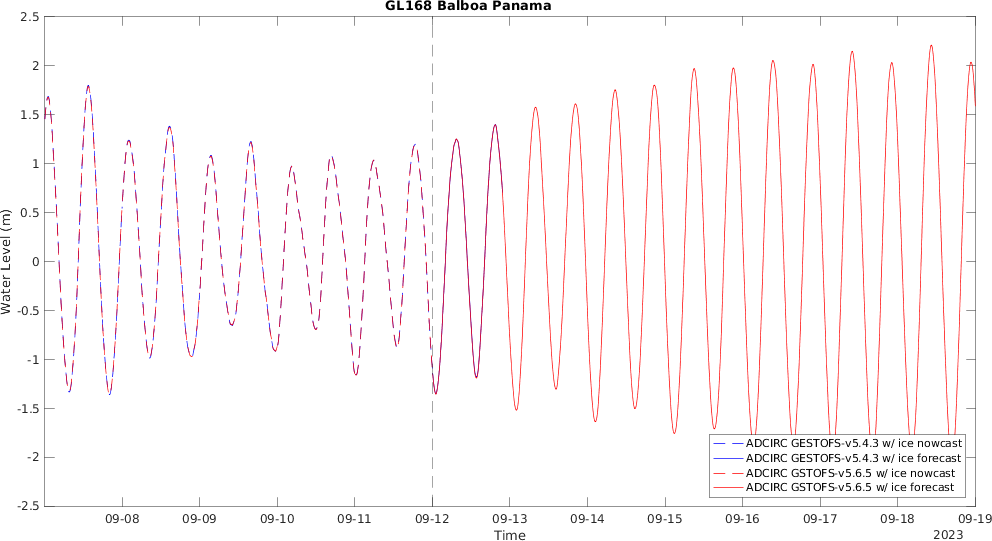 GL168 Balboa Panama
2.5
2
1.5
1
0.5
0
-0.5
-1
-1.5
-2
-2.5
Water Level (m)
ADCIRC GESTOFS-v5.4.3 w/ ice nowcast
ADCIRC GESTOFS-v5.4.3 w/ ice forecast
ADCIRC GSTOFS-v5.6.5 w/ ice nowcast
ADCIRC GSTOFS-v5.6.5 w/ ice forecast
09-08 09-09 09-10 09-11 09-12 09-13 09-14 09-15 09-16 09-17 09-18 09-19
Time
2023